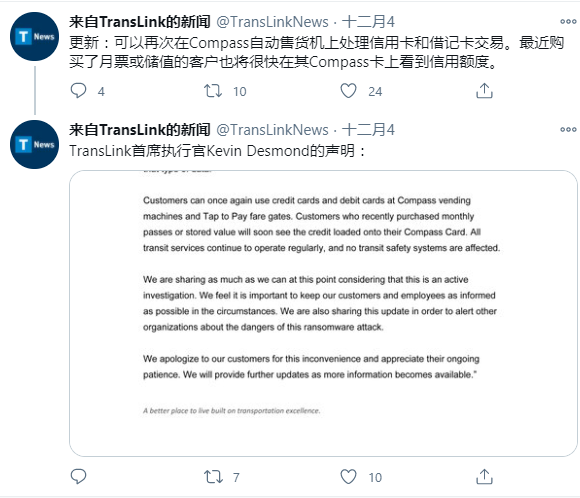 来自TransLink的新闻 @TransLinkNews · 十二月4
更新：可以再次在Compass自动售货机上处理信用卡和借记卡交易。最近购
买了月票或储值的客户也将很快在其Compass卡上看到信用额度。
4 10 24
T News
来自TransLink的新闻 @TransLinkNews · 十二月4
TransLink首席执行官Kevin Desmond的声明：
T News
Customers can once again use credit cards and debit cards at Compass vending
machines and Tap to Pay fare gates. Customers who recently purchased monthly
passes or stored value will soon see the credit loaded onto their Compass Card. All
transit services continue to operate regularly, and no transit safety systems are affected.
We are sharing as much as we can at this point considering that this is an active
investigation. We feel it is important to keep our customers and employees as informed
as possible in the circumstances. We are also sharing this update in order to alert other
organizations about the dangers of this ransomware attack.
We apologize to our customers for this inconvenience and appreciate their ongoing
patience. We will provide further updates as more information becomes available."
A better place to live built on transportation excellence.
7 10